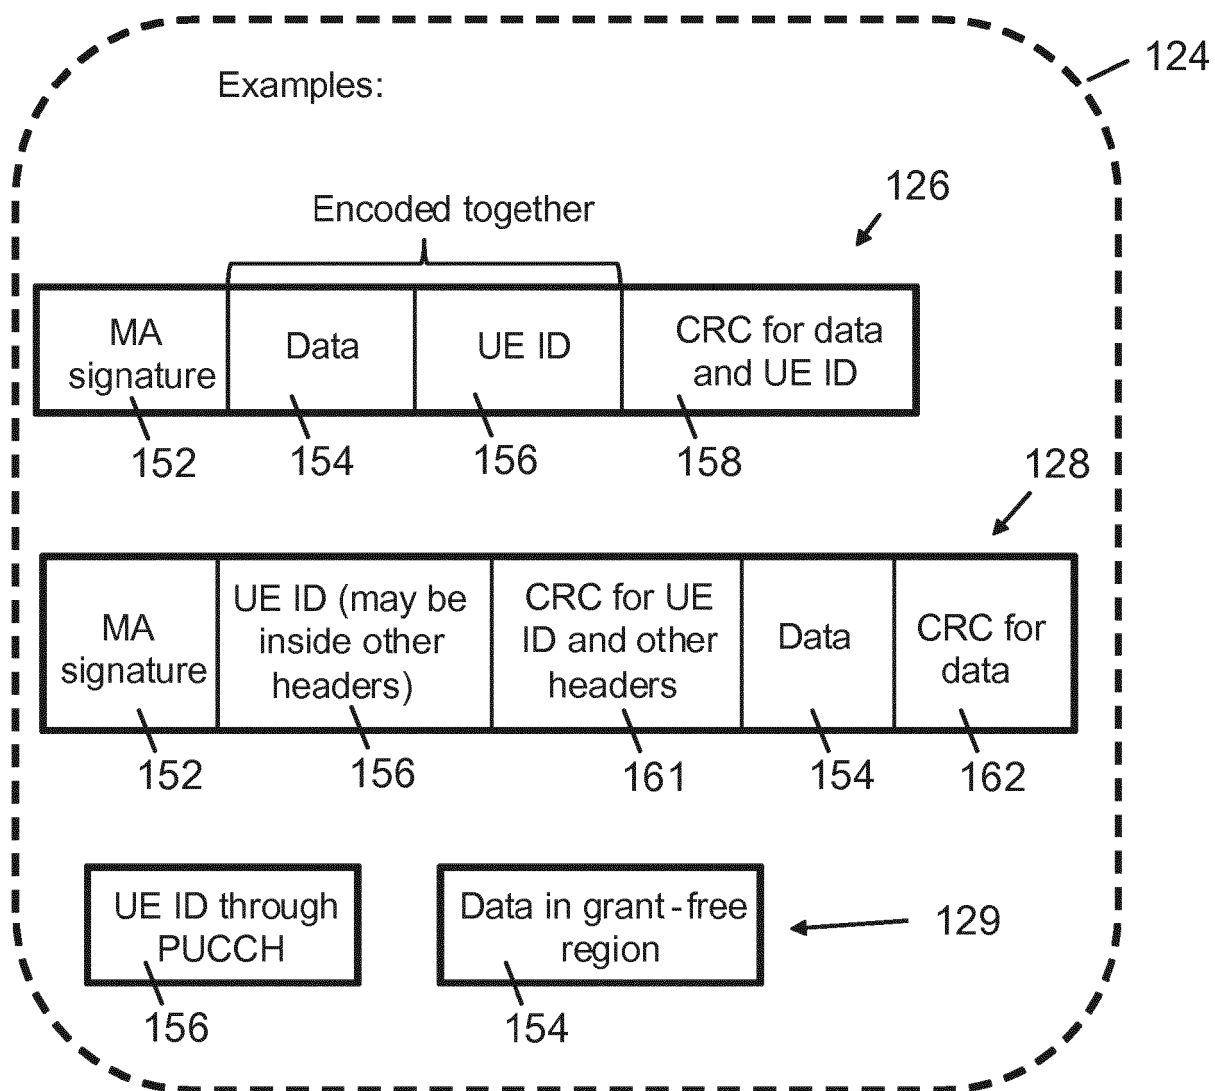 124
Examples:
126
Encoded together
MA
signature
Data
UE ID
CRC for data
and UE ID
152
154
156
158
128
MA
signature
UE ID (may be
inside other
headers)
CRC for UE
ID and other
headers
Data
CRC for
data
152
156
161
154
162
UE ID through
PUCCH
Data in grant-free
region
129
156
154